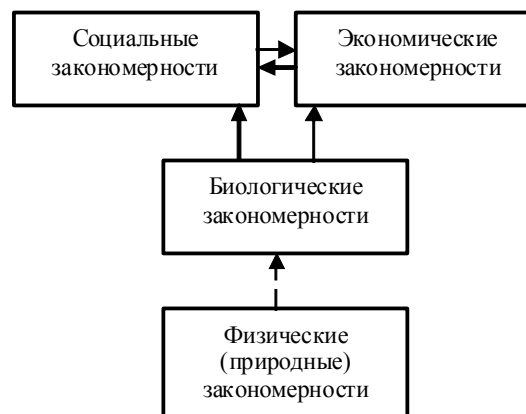 Социальные
закономерности
Экономические
закономерности
Биологические
закономерности
Физические
(природные)
закономерности